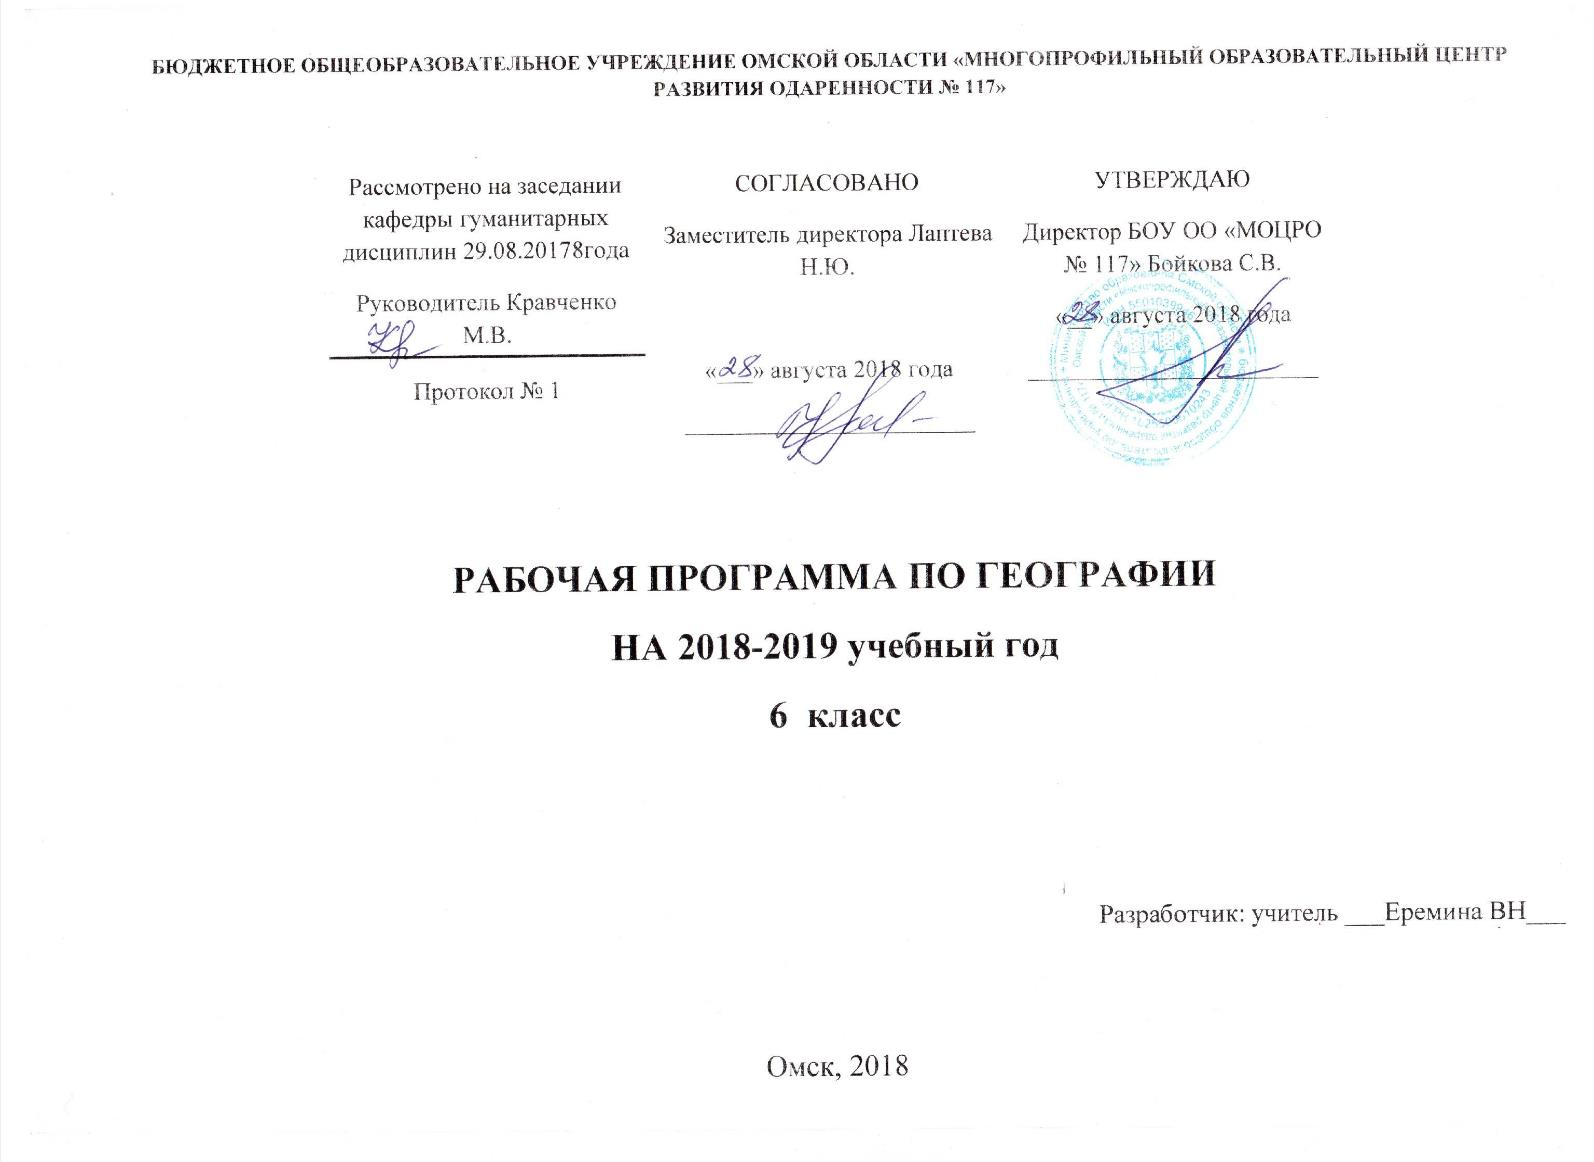 БЮДЖЕТНОЕ ОБЩЕОБРАЗОВАТЕЛЬНОЕ УЧРЕЖДЕНИЕ ОМСКОЙ ОБЛАСТИ «МНОГОПРОФИЛЬНЫЙ ОБРАЗОВАТЕЛЬНЫЙ ЦЕНТР
РАЗВИТИЯ ОДАРЕННОСТИ № 117»
Рассмотрено на заседании
кафедры гуманитарных
дисциплин 29.08.20178года
Руководитель Кравченко
М.В.
Протокол № 1
СОГЛАСОВАНО
Заместитель директора Лаптева
Н.Ю.
«28» августа 2018 года
УТВЕРЖДАЮ
Директор БОУ ОО «МОЦРО
№ 117» Бойкова С.В.
«28» августа 2018 года
РАБОЧАЯ ПРОГРАММА ПО ГЕОГРАФИИ
НА 2018-2019 учебный год
6 класс
Разработчик: учитель ___Еремина ВН___
Омск, 2018